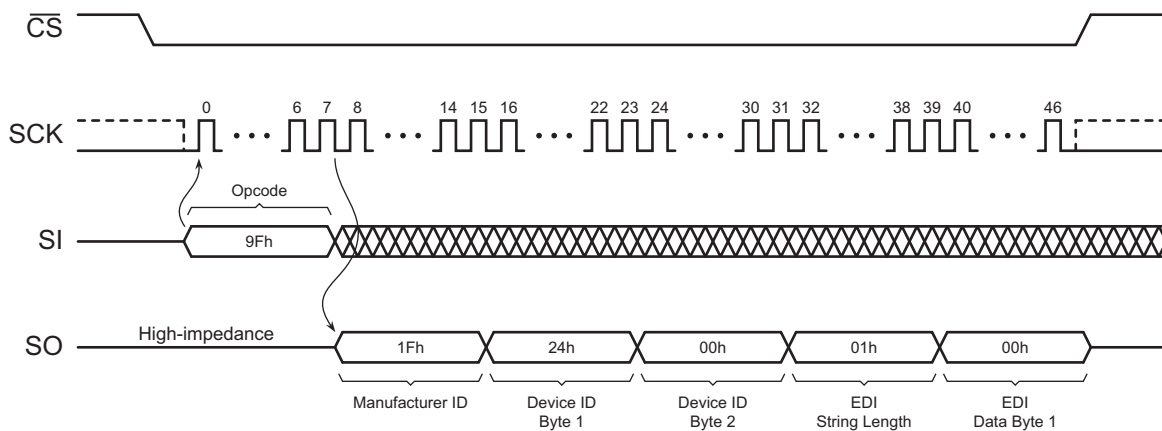 CS
SCK
0 6 7 8 14 15 16 22 23 24 30 31 32 38 39 40 46
Opcode
SI
9Fh
High-impedance
SO
1Fh 24h 00h 01h 00h
Manufacturer ID Device ID Device ID EDI EDI
Byte 1 Byte 2 String Length Data Byte 1